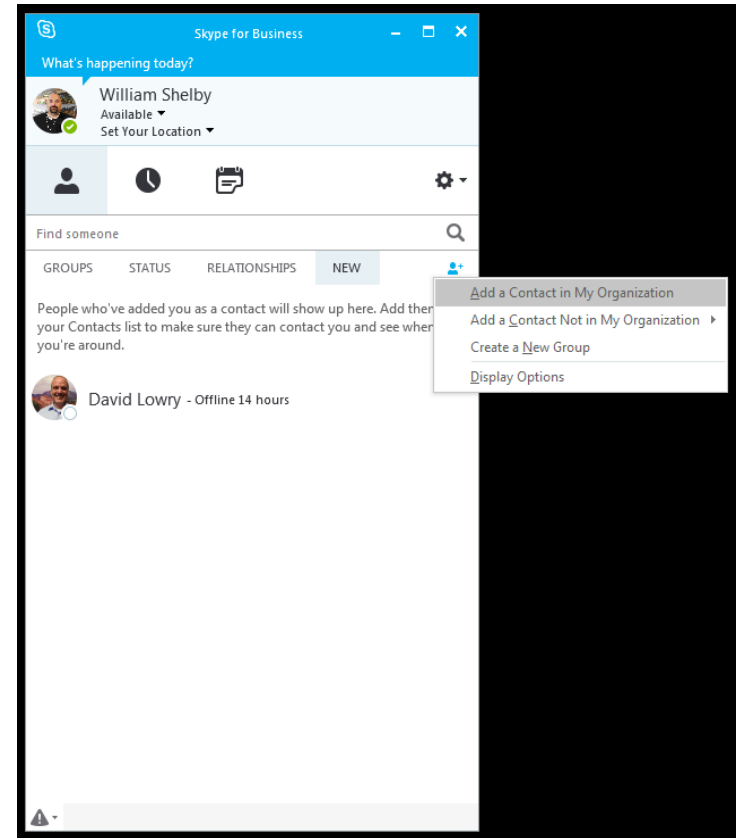 Skype for Business
What's happening today?
William Shelby
Available
Set Your Location
Find someone
GROUPS STATUS RELATIONSHIPS NEW
People who've added you as a contact will show up here. Add
your Contacts list to make sure they can contact you and see
you're around.
Add a Contact in My Organization
Add a Contact Not in My Organization
Create a New Group
Display Options
David Lowry - Offline 14 hours